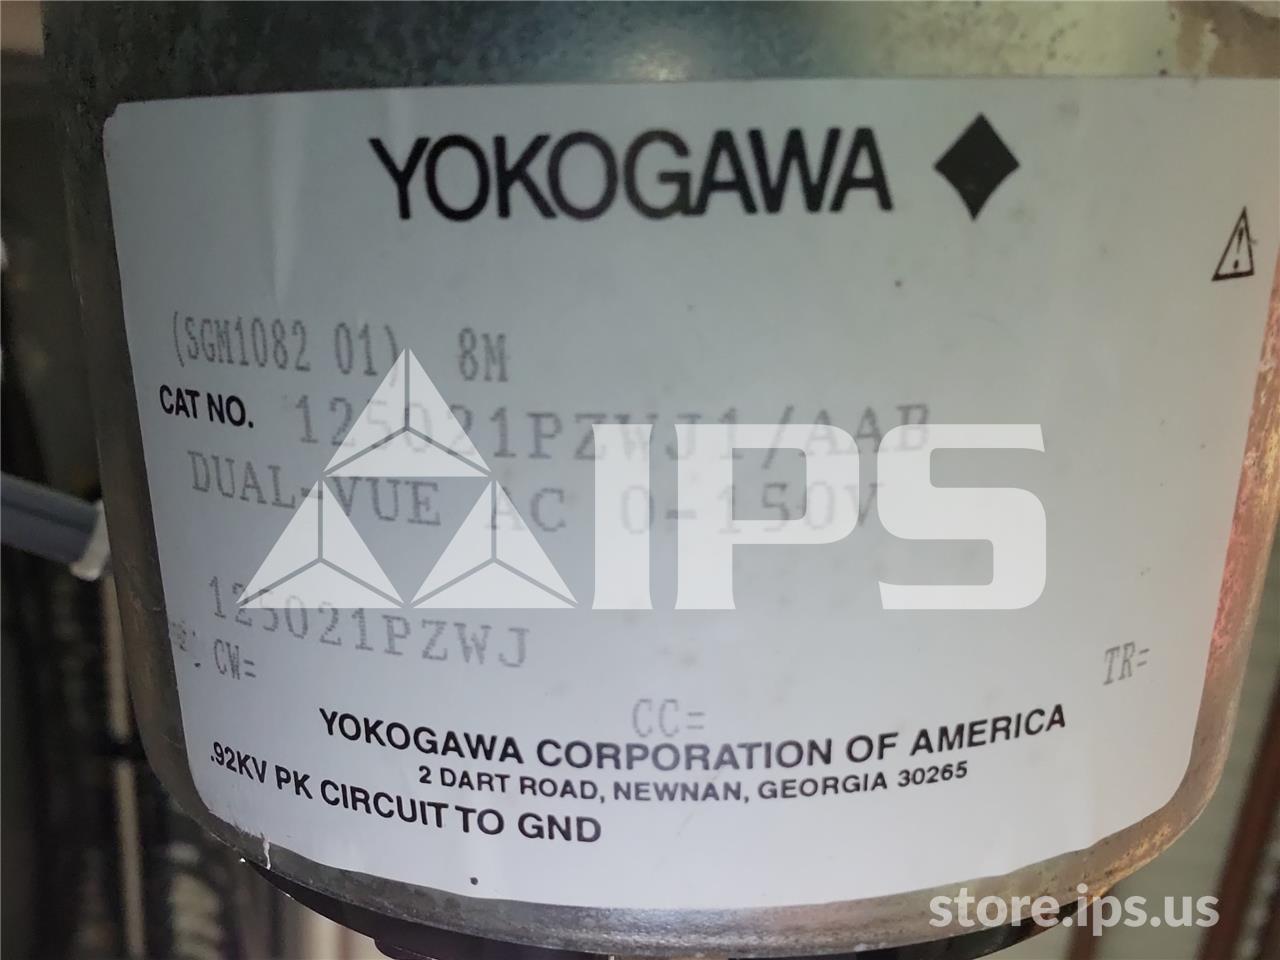 YOKOGAWA
(SGM1082 01) 8M
CAT NO. 125021PZWJ1/AAB
DUAL-VUE AC 0-150V
IPS
125021PZWJ
CW=
TR=
CC=
YOKOGAWA CORPORATION OF AMERICA
2 DART ROAD, NEWNAN, GEORGIA 30265
.92KV PK CIRCUIT TO GND
store.ips.us